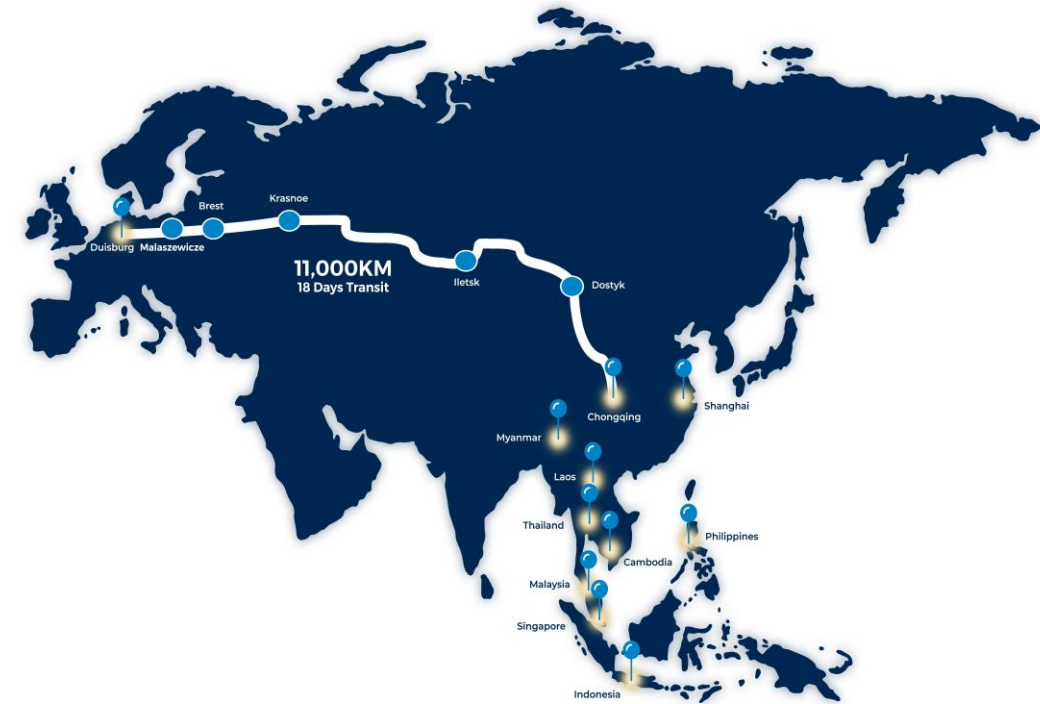 Krasnoe
Brest
Duisburg
Malaszewicze
11,000KM
18 Days Transit
Iletsk
Dostyk
Chongqing
Shanghai
Myanmar
Laos
Thailand
Philippines
Cambodia
Malaysia
Singapore
Indonesia